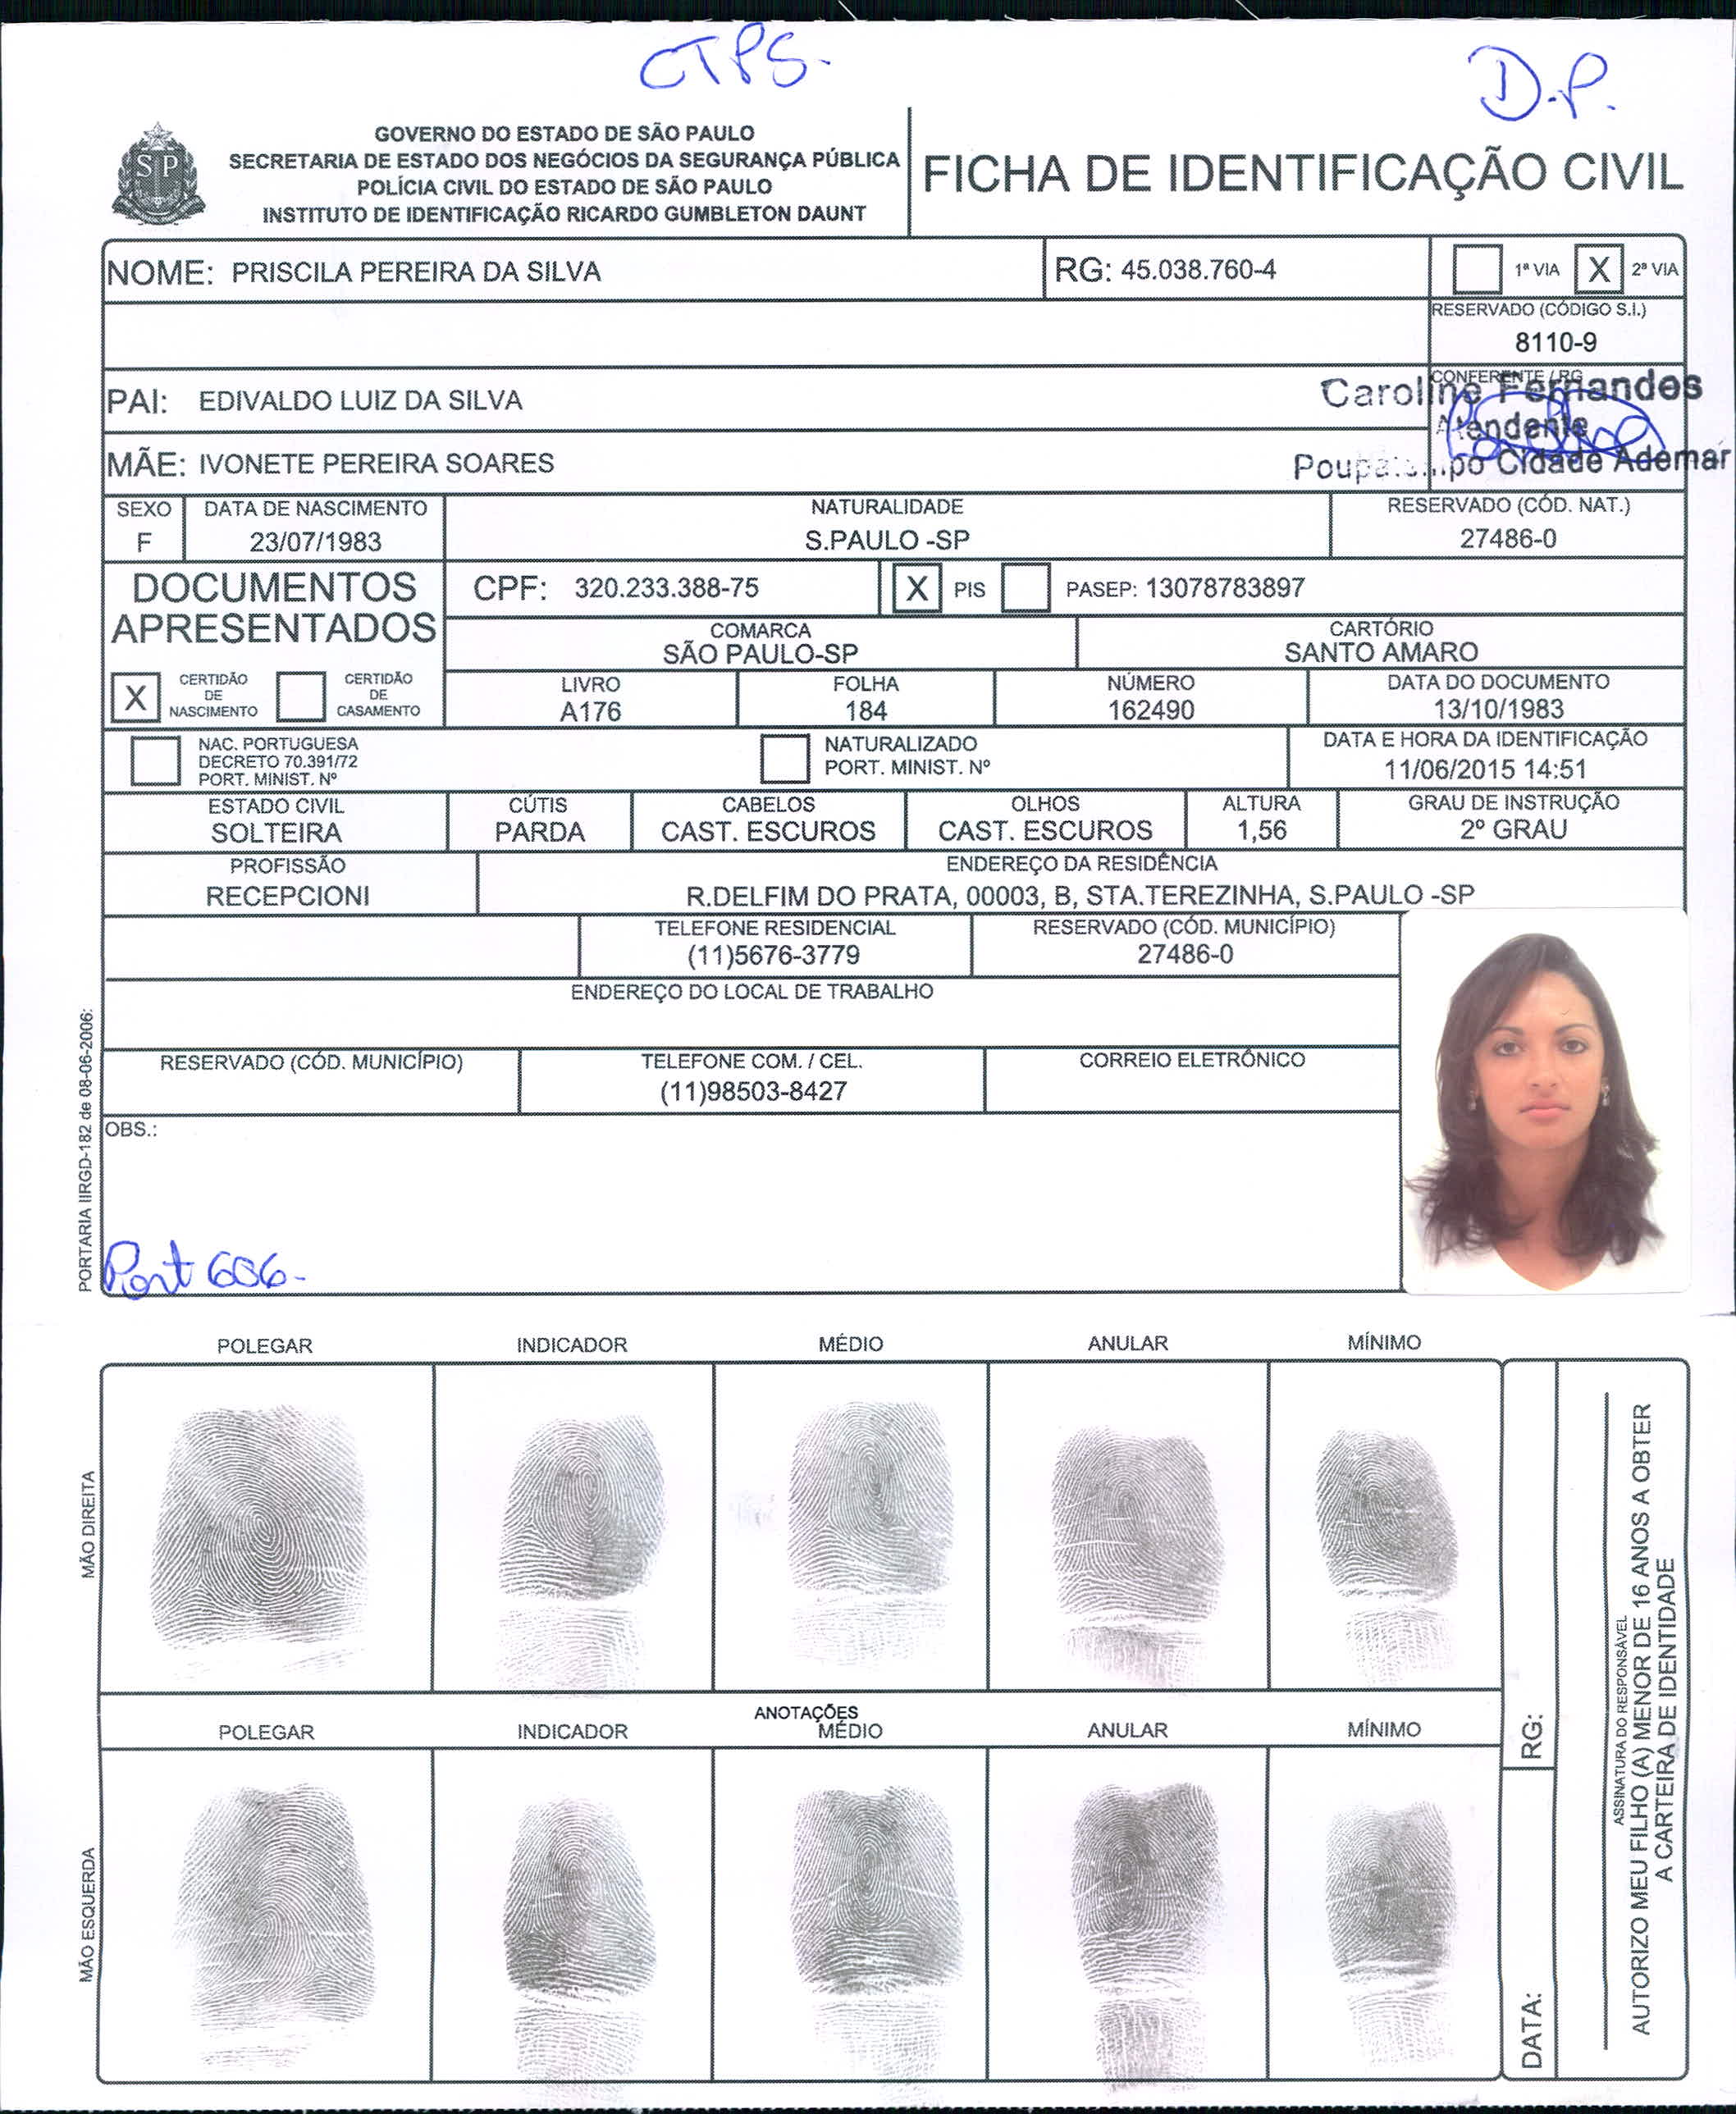 CTPS.
D.P.
SP
GOVERNO DO ESTADO DE SÃO PAULO
SECRETARIA DE ESTADO DOS NEGÓCIOS DA SEGURANÇA PÚBLICA
POLÍCIA CIVIL DO ESTADO DE SÃO PAULO
INSTITUTO DE IDENTIFICAÇÃO RICARDO GUMBLETON DAUNT
FICHA DE IDENTIFICAÇÃO CIVIL
NOME: PRISCILA PEREIRA DA SILVA
RG: 45.038.760-4
1ª VIA X 2ª VIA
RESERVADO (CÓDIGO S.I.)
8110-9
PAI: EDIVALDO LUIZ DA SILVA
CONFERENTE / RG
Caroline Fernandes
Atendente
MÃE: IVONETE PEREIRA SOARES
Cidade Ademar
SEXO
F
DATA DE NASCIMENTO
23/07/1983
NATURALIDADE
S.PAULO -SP
RESERVADO (CÓD. NAT.)
27486-0
DOCUMENTOS
APRESENTADOS
CPF: 320.233.388-75
X PIS
PASEP: 13078783897
COMARCA
SÃO PAULO-SP
CARTÓRIO
SANTO AMARO
X CERTIDÃO
DE
NASCIMENTO
CERTIDÃO
DE
CASAMENTO
LIVRO
A176
FOLHA
184
NÚMERO
162490
DATA DO DOCUMENTO
13/10/1983
NAC. PORTUGUESA
DECRETO 70.391/72
PORT. MINIST. Nº
NATURALIZADO
PORT. MINIST. Nº
DATA E HORA DA IDENTIFICAÇÃO
11/06/2015 14:51
ESTADO CIVIL
SOLTEIRA
CÚTIS
PARDA
CABELOS
CAST. ESCUROS
OLHOS
CAST. ESCUROS
ALTURA
1,56
GRAU DE INSTRUÇÃO
2º GRAU
PROFISSÃO
RECEPCIONI
ENDEREÇO DA RESIDÊNCIA
R.DELFIM DO PRATA, 00003, B, STA.TEREZINHA, S.PAULO -SP
TELEFONE RESIDENCIAL
(11)5676-3779
RESERVADO (CÓD. MUNICÍPIO)
27486-0
ENDEREÇO DO LOCAL DE TRABALHO
RESERVADO (CÓD. MUNICÍPIO)
TELEFONE COM. / CEL.
(11)98503-8427
CORREIO ELETRÔNICO
OBS.:
Port 606-
PORTARIA IIRGD-182 de 08-06-2006:
POLEGAR INDICADOR MÉDIO ANULAR MÍNIMO
MÃO DIREITA
ANOTAÇÕES
POLEGAR INDICADOR MÉDIO ANULAR MÍNIMO
MÃO ESQUERDA
RG:
DATA:
ASSINATURA DO RESPONSÁVEL
AUTORIZO MEU FILHO (A) MENOR DE 16 ANOS A OBTER
A CARTEIRA DE IDENTIDADE